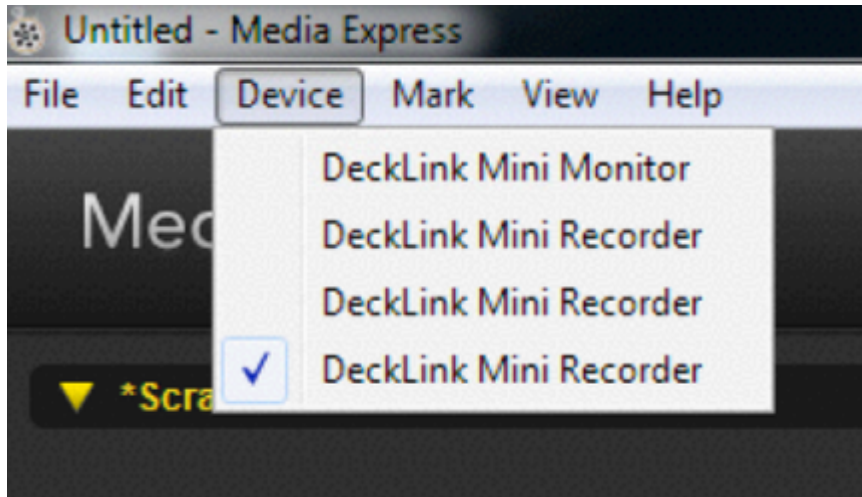 Untitled - Media Express
File Edit Device Mark View Help
DeckLink Mini Monitor
Med
DeckLink Mini Recorder
DeckLink Mini Recorder
DeckLink Mini Recorder
*Scra